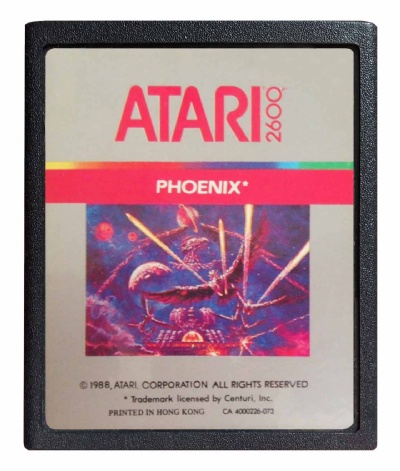 ATARI 2600
PHOENIX*
© 1988, ATARI, CORPORATION ALL RIGHTS RESERVED
* Trademark licensed by Centuri, Inc.
PRINTED IN HONG KONG CA 4000226-073